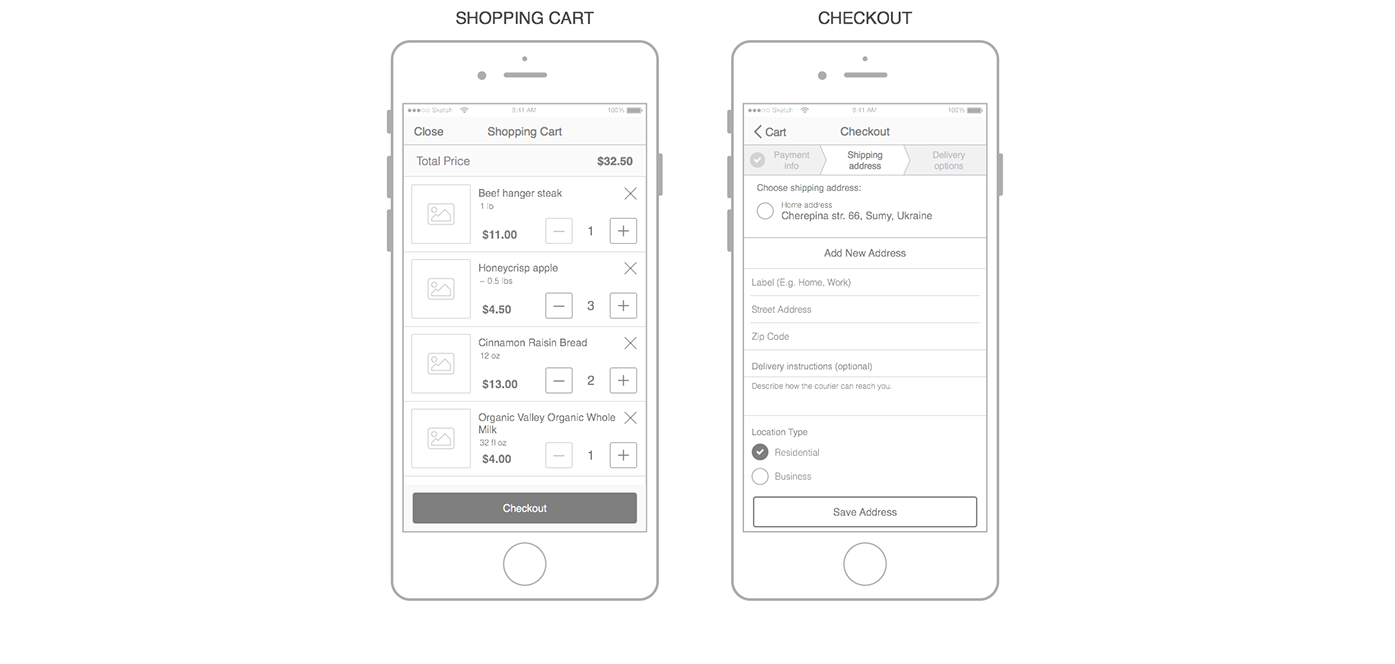 SHOPPING CART
Sketch 9:41 AM 100%
Close Shopping Cart
Total Price $32.50
Beef hanger steak
1 lb
$11.00 1
Honeycrisp apple
~ 0.5 lbs
$4.50 3
Cinnamon Raisin Bread
12 oz
$13.00 2
Organic Valley Organic Whole
Milk
32 fl oz
$4.00 1
Checkout
CHECKOUT
Sketch 9:41 AM 100%
Cart Checkout
Payment
info
Shipping
address
Delivery
options
Choose shipping address:
Home address
Cherepina str. 66, Sumy, Ukraine
Add New Address
Label (E.g. Home, Work)
Street Address
Zip Code
Delivery instructions (optional)
Describe how the courier can reach you.
Location Type
Residential
Business
Save Address